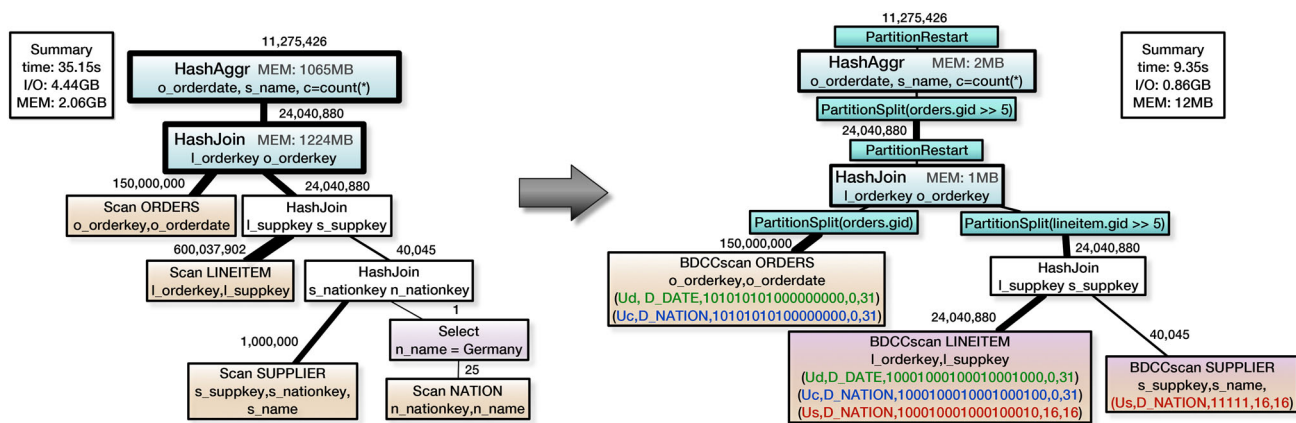 Summary
time: 35.15s
I/O: 4.44GB
MEM: 2.06GB
11,275,426
HashAggr MEM: 1065MB
o_orderdate, s_name, c=count(*)
24,040,880
HashJoin MEM: 1224MB
l_orderkey o_orderkey
150,000,000
24,040,880
Scan ORDERS
o_orderkey,o_orderdate
HashJoin
l_suppkey s_suppkey
600,037,902
40,045
Scan LINEITEM
l_orderkey,l_suppkey
HashJoin
s_nationkey n_nationkey
1
Select
n_name = Germany
1,000,000
25
Scan SUPPLIER
s_suppkey,s_nationkey,
s_name
Scan NATION
n_nationkey,n_name
11,275,426
PartitionRestart
HashAggr MEM: 2MB
o_orderdate, s_name, c=count(*)
PartitionSplit(orders.gid >> 5)
24,040,880
PartitionRestart
HashJoin MEM: 1MB
l_orderkey o_orderkey
PartitionSplit(orders.gid)
PartitionSplit(lineitem.gid >> 5)
150,000,000
24,040,880
BDCCscan ORDERS
o_orderkey,o_orderdate
(Ud, D_DATE,101010101000000000,0,31)
(Uc,D_NATION,10101010100000000,0,31)
HashJoin
l_suppkey s_suppkey
24,040,880
40,045
BDCCscan LINEITEM
l_orderkey,l_suppkey
(Ud,D_DATE,10001000100010001000,0,31)
(Uc,D_NATION,1000100010001000100,0,31)
(Us,D_NATION,100010001000100010,16,16)
BDCCscan SUPPLIER
s_suppkey,s_name,
(Us,D_NATION,11111,16,16)
Summary
time: 9.35s
I/O: 0.86GB
MEM: 12MB